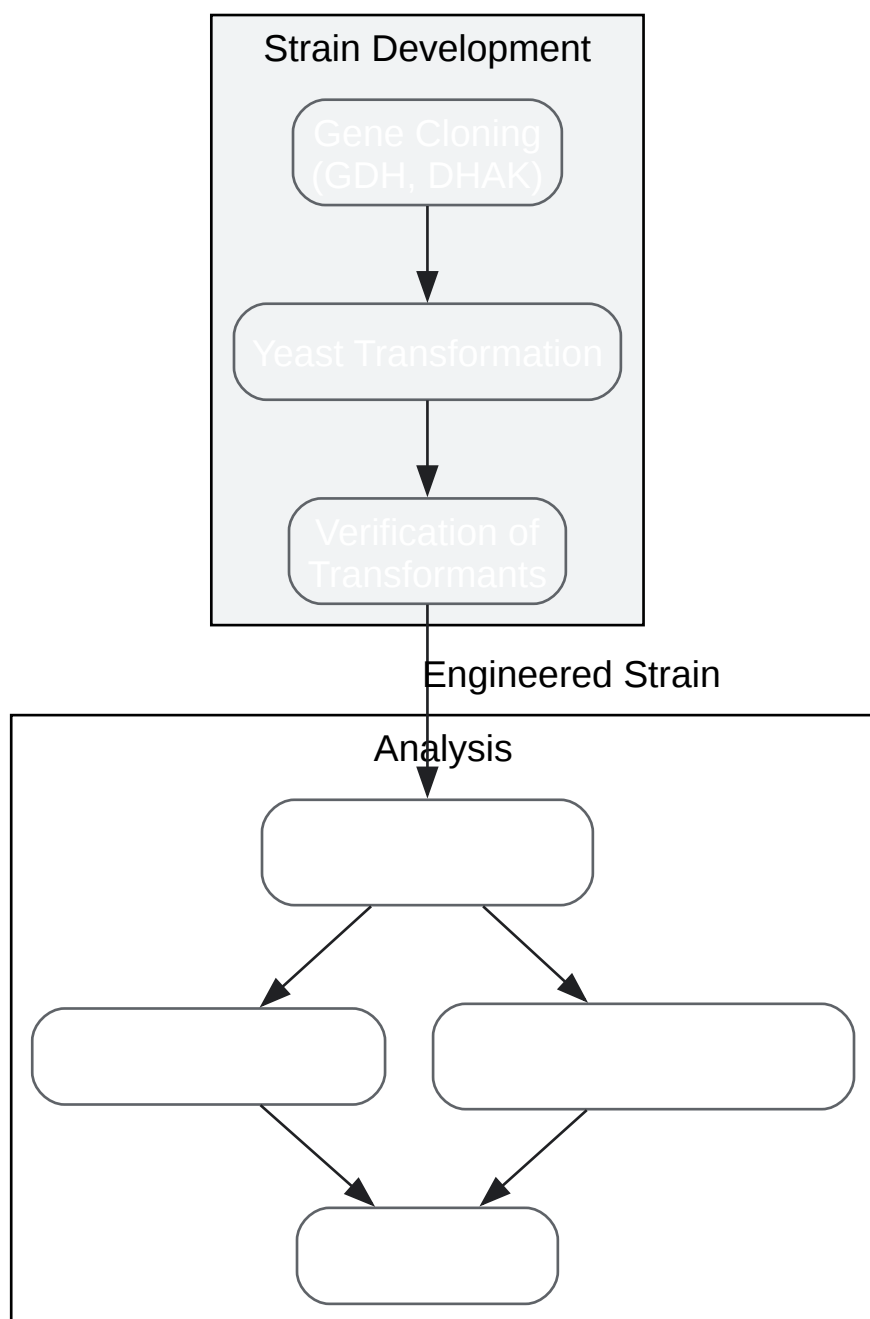 Strain Development
Gene Cloning
(GDH, DHAK)
Yeast Transformation
Verification of
Transformants
Engineered Strain
Analysis